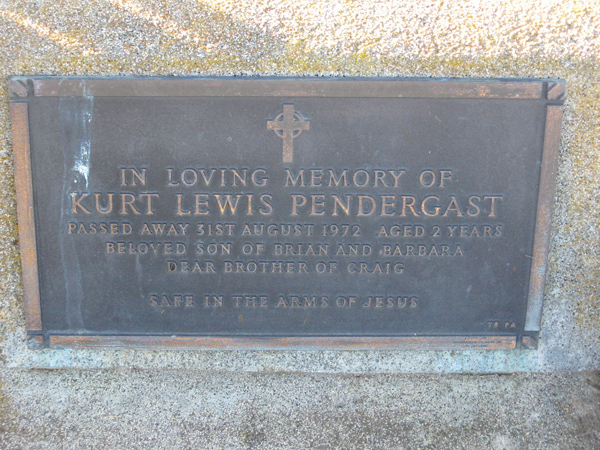 IN LOVING MEMORY OF
KURT LEWIS PENDERGAST
PASSED AWAY 31ST AUGUST 1972 AGED 2 YEARS
BELOVED SON OF BRIAN AND BARBARA
DEAR BROTHER OF CRAIG
SAFE IN THE ARMS OF JESUS